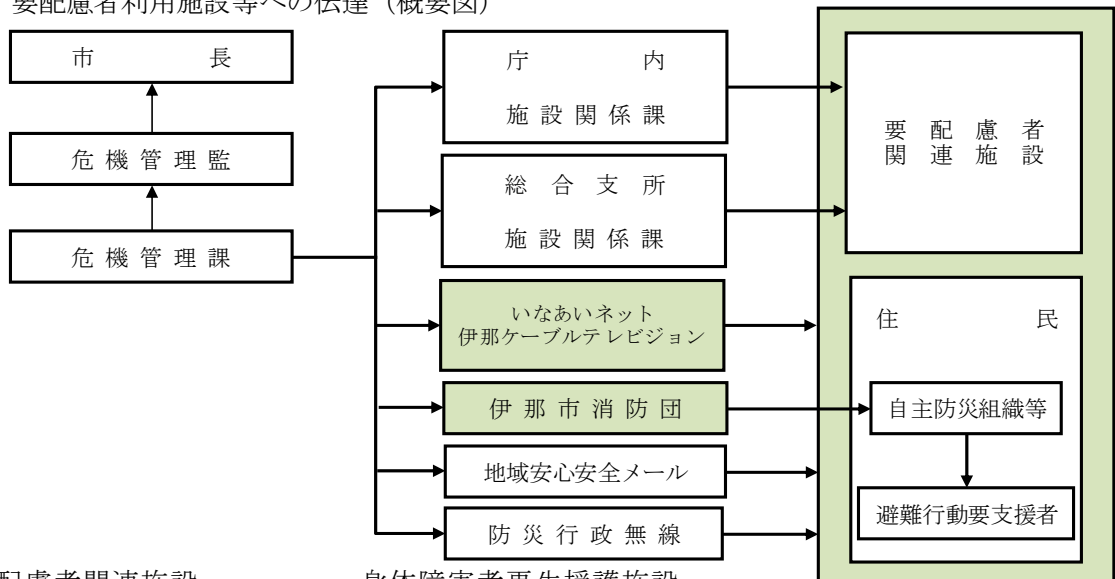 要配慮者利用施設等への伝達（概要図）
市長
危機管理監
危機管理課
庁内
施設関係課
総合支所
施設関係課
いなあいネット
伊那ケーブルテレビジョン
伊那市消防団
地域安心安全メール
防災行政無線
要配慮者
関連施設
住民
自主防災組織等
避難行動要支援者
配慮者関連施設
身体障害者更生援護施設